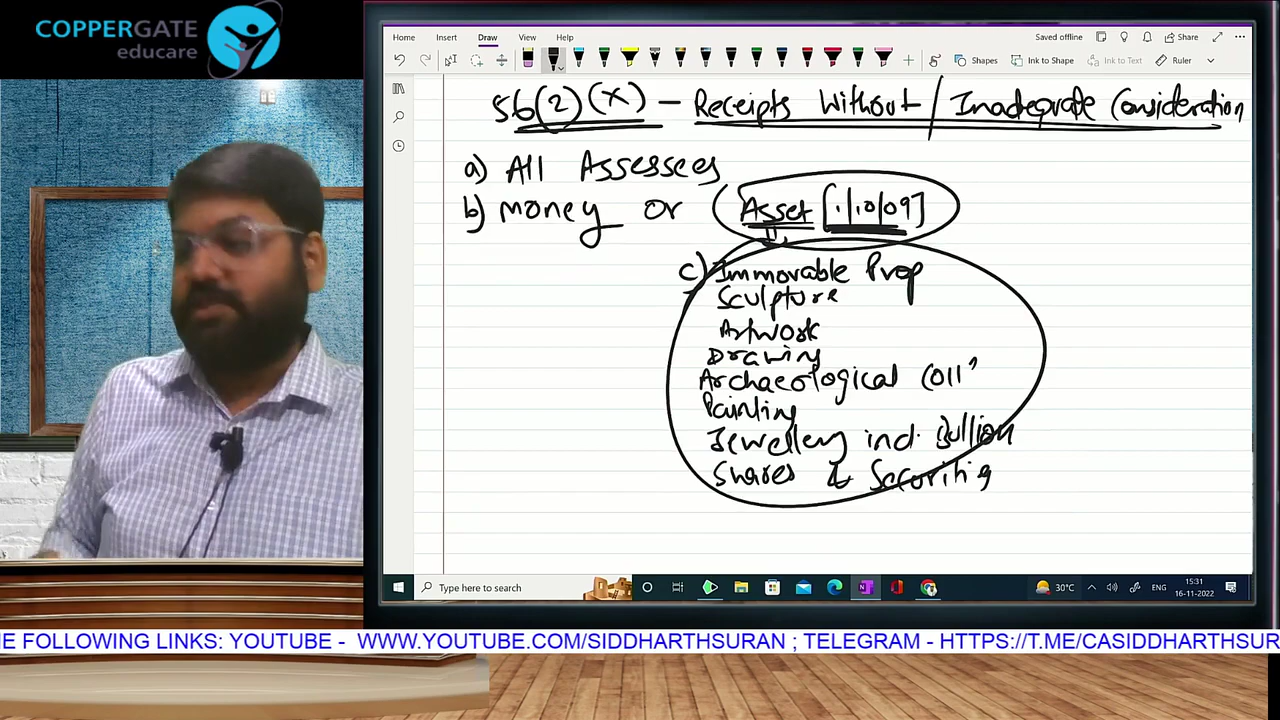 COPPERGATE
educare
Home Insert Draw View Help
Saved offline
Share
Shapes
Ink to Shape
Ink to Text
Ruler
56(2)(x) - Receipts Without / Inadequate Consideration
a) All Assessees
b) money or Asset [1/10/09]
c) Immovable Prop
Sculpture
Artwork
Drawing
Archaeological Coll'
Painting
Jewellery incl. Bullion
Shares & Securities
Type here to search
30°C
ENG
15:31
16-11-2022
E FOLLOWING LINKS: YOUTUBE - WWW.YOUTUBE.COM/SIDDHARTHSURAN ; TELEGRAM - HTTPS://T.ME/CASIDDHARTHSUR